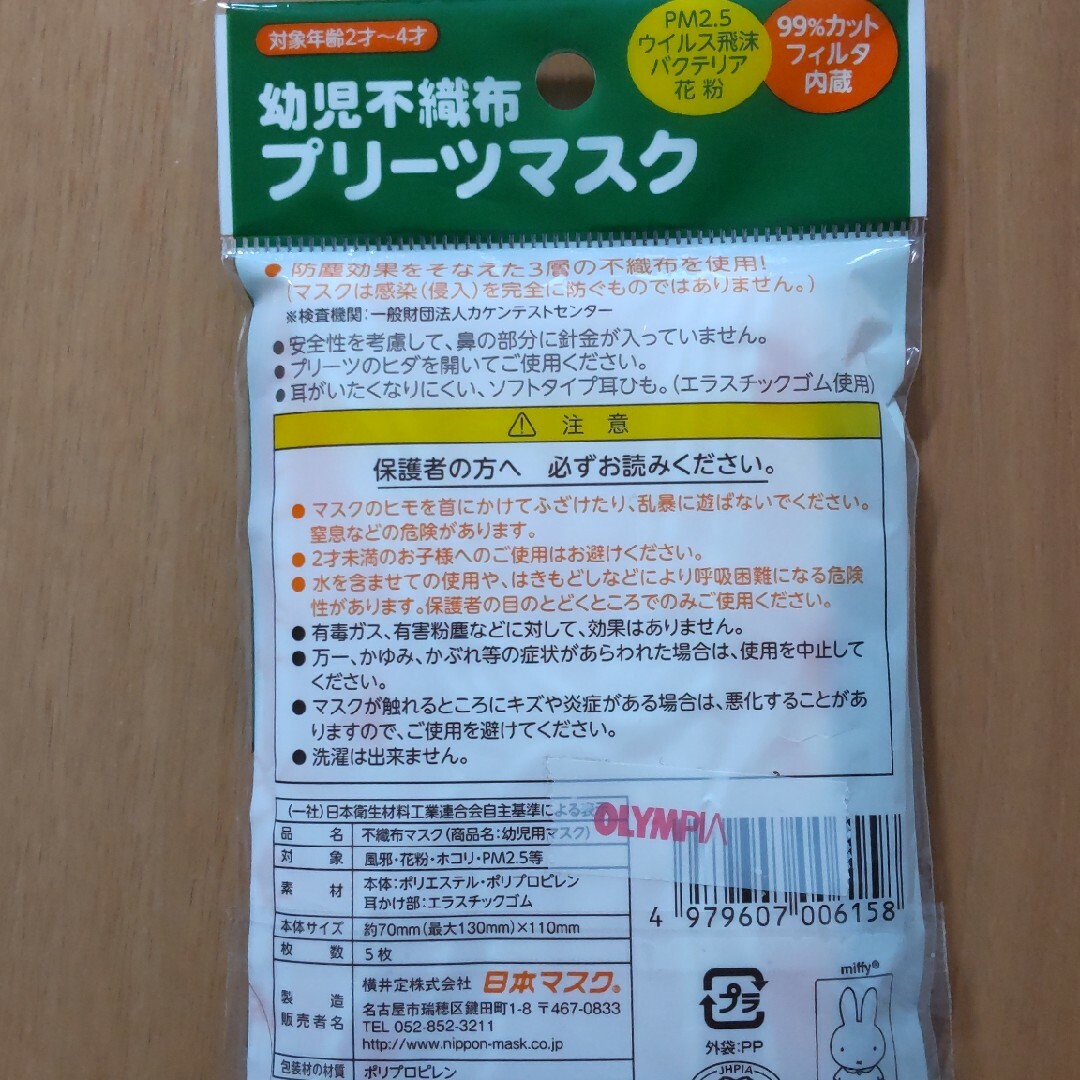 対象年齢2才〜4才
PM2.5
ウイルス飛沫
バクテリア
花粉
99%カット
フィルタ
内蔵
幼児不織布
プリーツマスク
● 防塵効果をそなえた3層の不織布を使用!
(マスクは感染(侵入)を完全に防ぐものではありません。)
※検査機関:一般財団法人カケンテストセンター
●安全性を考慮して、鼻の部分に針金が入っていません。
●プリーツのヒダを開いてご使用ください。
●耳がいたくなりにくい、ソフトタイプ耳ひも。(エラスチックゴム使用)
⚠ 注意
保護者の方へ 必ずお読みください。
● マスクのヒモを首にかけてふざけたり、乱暴に遊ばないでください。
窒息などの危険があります。
● 2才未満のお子様へのご使用はお避けください。
● 水を含ませての使用や、はきもどしなどにより呼吸困難になる危険
性があります。保護者の目のとどくところでのみご使用ください。
● 有毒ガス、有害粉塵などに対して、効果はありません。
● 万一、かゆみ、かぶれ等の症状があらわれた場合は、使用を中止して
ください。
● マスクが触れるところにキズや炎症がある場合は、悪化することがあ
りますので、ご使用を避けてください。
● 洗濯は出来ません。
(一社)日本衛生材料工業連合会自主基準による表
品名 不織布マスク(商品名:幼児用マスク)
対象 風邪・花粉・ホコリ・PM2.5等
素材 本体:ポリエステル・ポリプロピレン
耳かけ部:エラスチックゴム
本体サイズ 約70mm(最大130mm)×110mm
枚数 5枚
製造
販売者名
横井定株式会社 日本マスク®
名古屋市瑞穂区鍵田町1-8 〒467-0833
TEL 052-852-3211
http://www.nippon-mask.co.jp
包装材の材質 ポリプロピレン
OLYMPIA
4 979607 006158
プラ
外袋:PP
miffy®
JHPIA